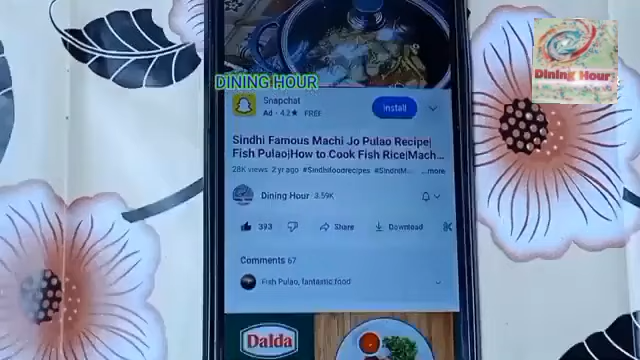 DINING HOUR
Dining Hour
Snapchat
Ad · 4.2★ FREE
Install
Sindhi Famous Machi Jo Pulao Recipe|
Fish Pulao|How to Cook Fish Rice|Mach...
28K views 2 yr ago #Sindhifoodrecipes #SindhiM... ...more
Dining Hour 3.59K
393 Share Download
Comments 67
Fish Pulao, fantastic food
Dalda